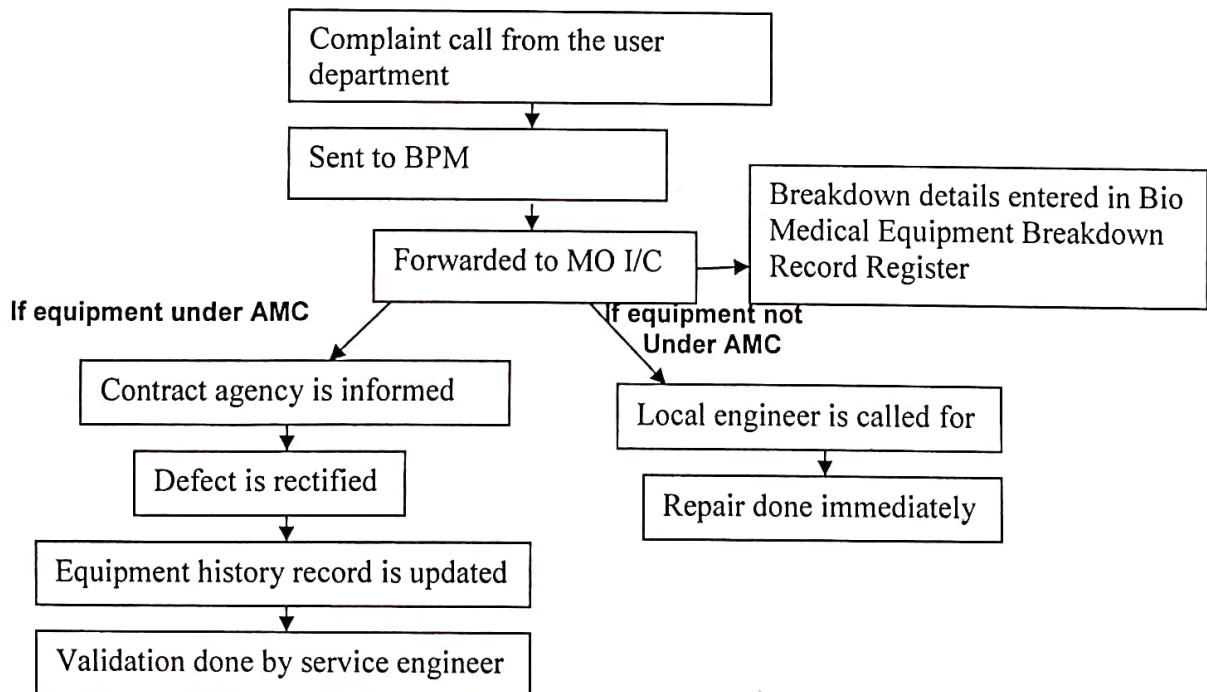 Complaint call from the user
department
Sent to BPM
Forwarded to MO I/C
Breakdown details entered in Bio
Medical Equipment Breakdown
Record Register
If equipment under AMC
If equipment not
Under AMC
Contract agency is informed
Local engineer is called for
Defect is rectified
Repair done immediately
Equipment history record is updated
Validation done by service engineer